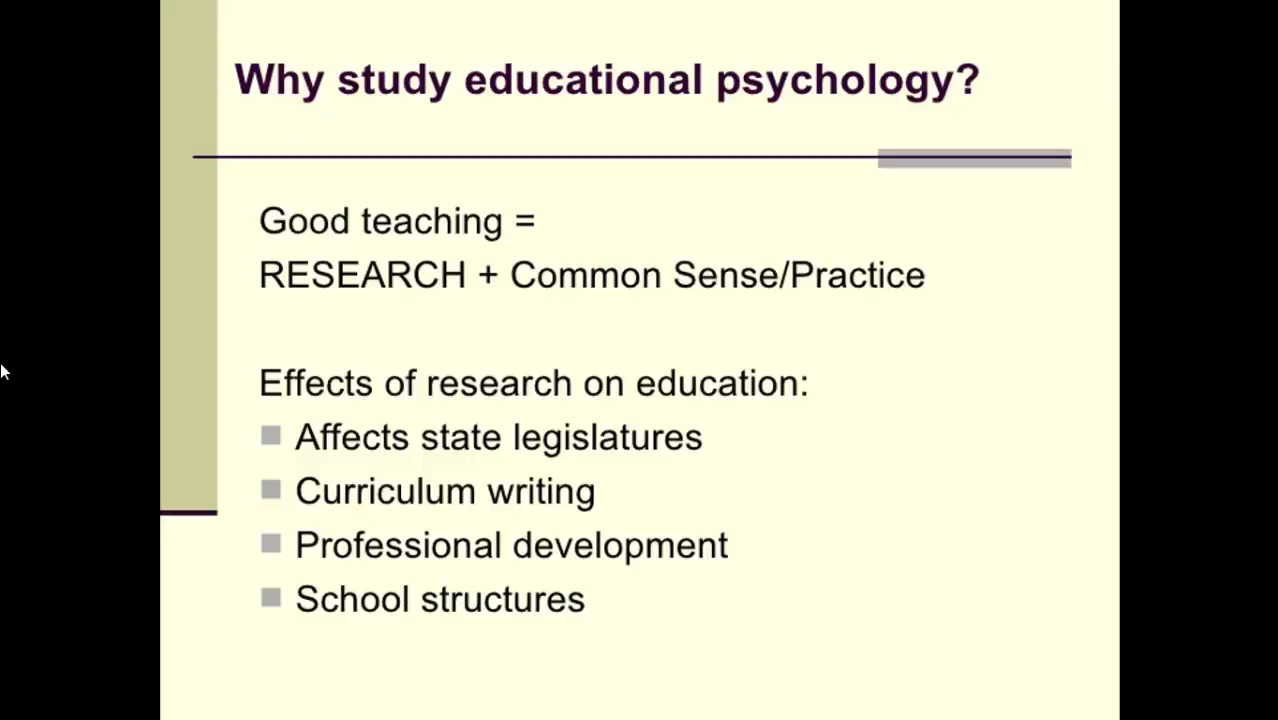 Why study educational psychology?
Good teaching =
RESEARCH + Common Sense/Practice
Effects of research on education:
Affects state legislatures
Curriculum writing
Professional development
School structures